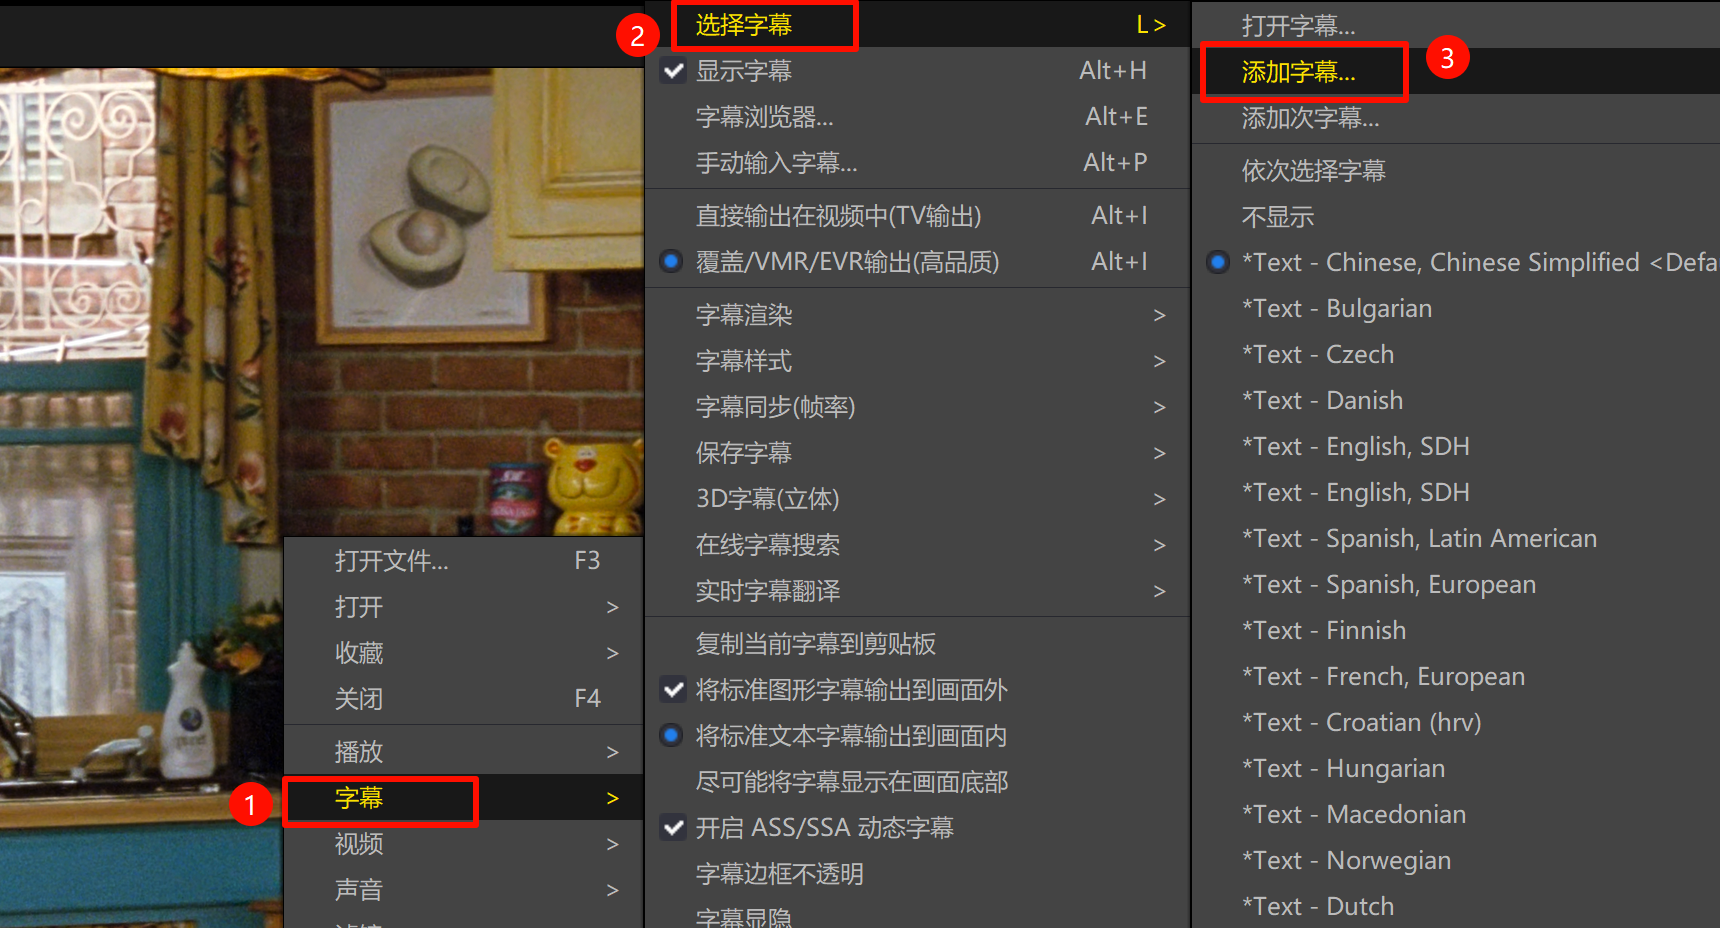 2
选择字幕 L >
显示字幕 Alt+H
字幕浏览器... Alt+E
手动输入字幕... Alt+P
直接输出在视频中(TV输出) Alt+I
覆盖/VMR/EVR输出(高品质) Alt+I
字幕渲染 >
字幕样式 >
字幕同步(帧率) >
保存字幕 >
3D字幕(立体) >
在线字幕搜索 >
实时字幕翻译 >
复制当前字幕到剪贴板
将标准图形字幕输出到画面外
将标准文本字幕输出到画面内
尽可能将字幕显示在画面底部
开启 ASS/SSA 动态字幕
字幕边框不透明
字幕显隐
打开字幕...
添加字幕...
3
添加次字幕...
依次选择字幕
不显示
*Text - Chinese, Chinese Simplified <Defau
*Text - Bulgarian
*Text - Czech
*Text - Danish
*Text - English, SDH
*Text - English, SDH
*Text - Spanish, Latin American
*Text - Spanish, European
*Text - Finnish
*Text - French, European
*Text - Croatian (hrv)
*Text - Hungarian
*Text - Macedonian
*Text - Norwegian
*Text - Dutch
打开文件... F3
打开 >
收藏 >
关闭 F4
播放 >
1
字幕 >
视频 >
声音 >